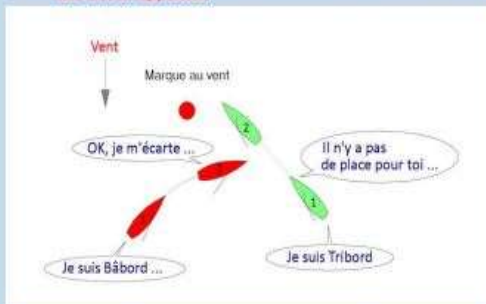 Vent
Marque au vent
2
OK, je m'écarte ...
Il n'y a pas
de place pour toi ...
1
Je suis Bâbord ...
Je suis Tribord